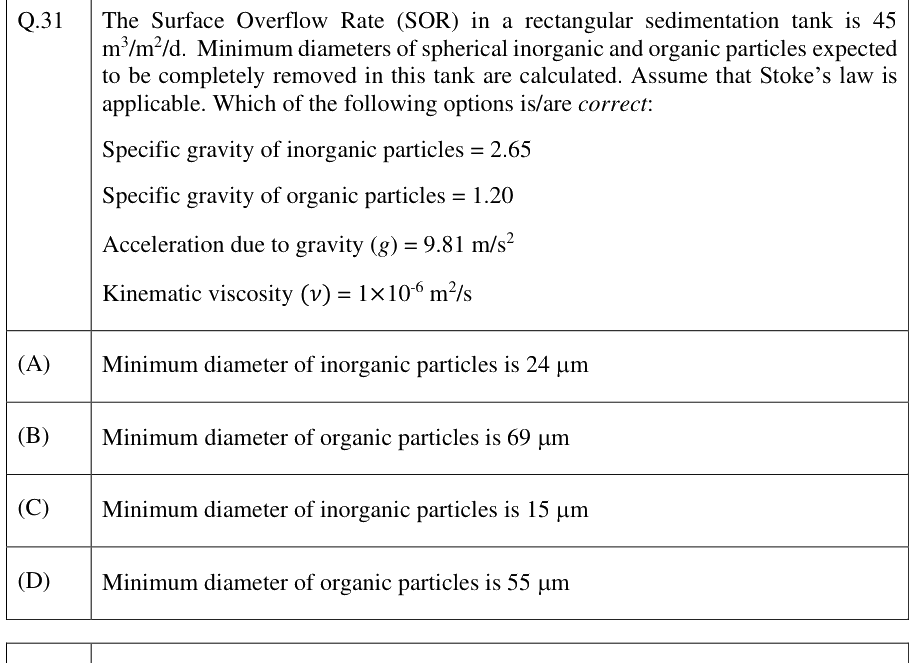 Q.31 The Surface Overflow Rate (SOR) in a rectangular sedimentation tank is 45
m³/m²/d. Minimum diameters of spherical inorganic and organic particles expected
to be completely removed in this tank are calculated. Assume that Stoke’s law is
applicable. Which of the following options is/are correct:
Specific gravity of inorganic particles = 2.65
Specific gravity of organic particles = 1.20
Acceleration due to gravity (g) = 9.81 m/s²
Kinematic viscosity (ν) = 1×10⁻⁶ m²/s
(A) Minimum diameter of inorganic particles is 24 μm
(B) Minimum diameter of organic particles is 69 μm
(C) Minimum diameter of inorganic particles is 15 μm
(D) Minimum diameter of organic particles is 55 μm